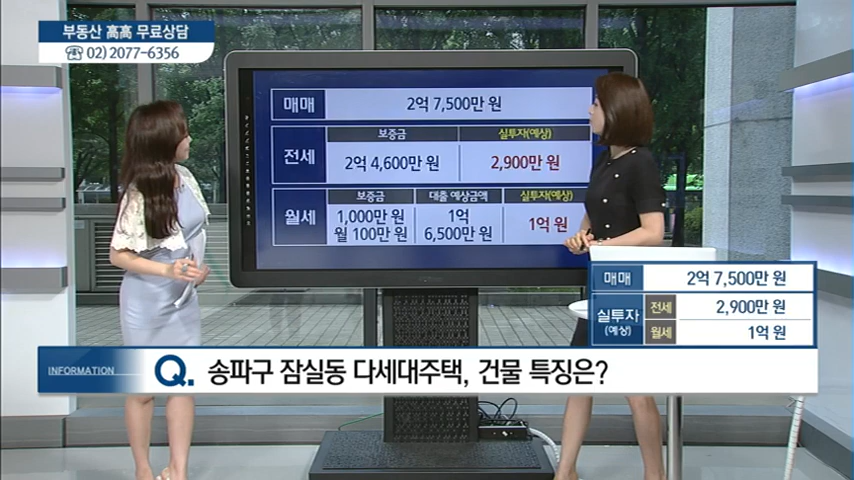 부동산 高高 무료상담
☎ 02) 2077-6356
매매
2억 7,500만 원
전세
보증금
실투자(예상)
2억 4,600만 원
2,900만 원
월세
보증금
대출 예상금액
실투자(예상)
1,000만 원
월 100만 원
1억
6,500만 원
1억 원
매매
2억 7,500만 원
실투자
(예상)
전세
2,900만 원
월세
1억 원
INFORMATION
Q. 송파구 잠실동 다세대주택, 건물 특징은?